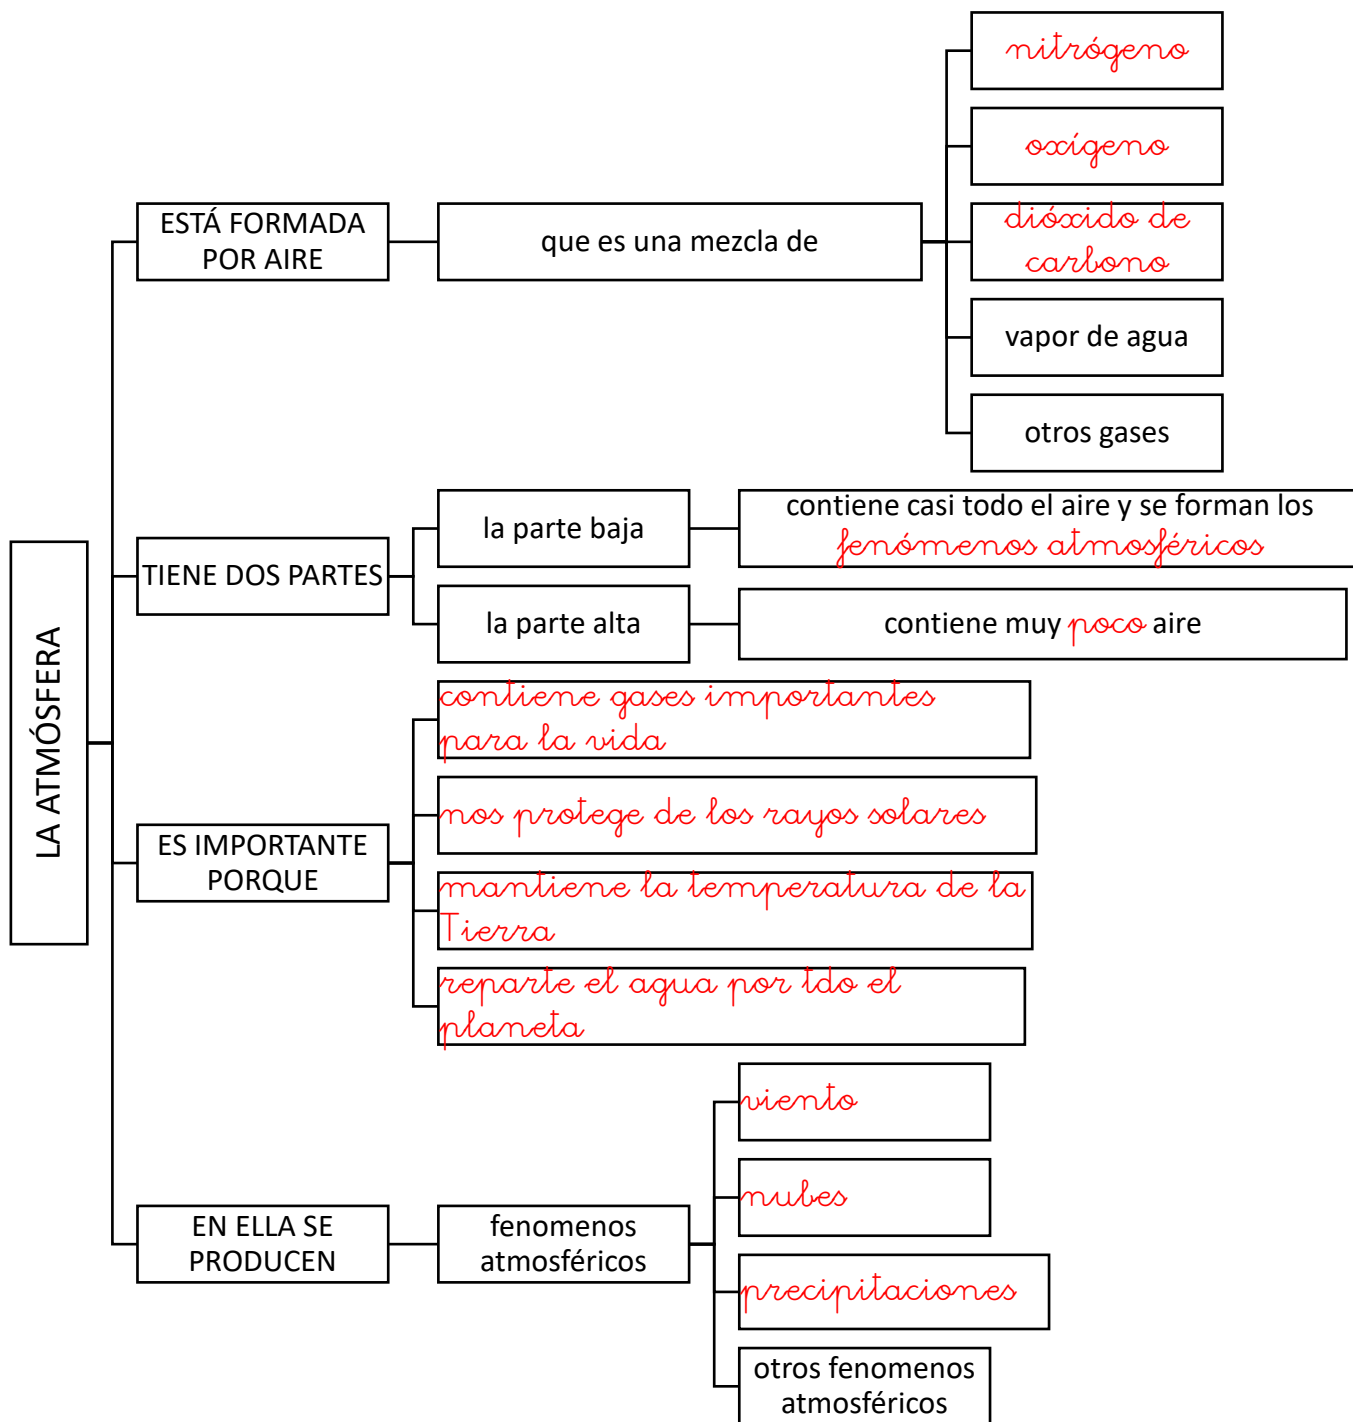 LA ATMÓSFERA
ESTÁ FORMADA
POR AIRE
que es una mezcla de
nitrógeno
oxígeno
dióxido de
carbono
vapor de agua
otros gases
TIENE DOS PARTES
la parte baja
contiene casi todo el aire y se forman los
fenómenos atmosféricos
la parte alta
contiene muy poco aire
ES IMPORTANTE
PORQUE
contiene gases importantes
para la vida
nos protege de los rayos solares
mantiene la temperatura de la
Tierra
reparte el agua por tdo el
planeta
EN ELLA SE
PRODUCEN
fenomenos
atmosféricos
viento
nubes
precipitaciones
otros fenomenos
atmosféricos